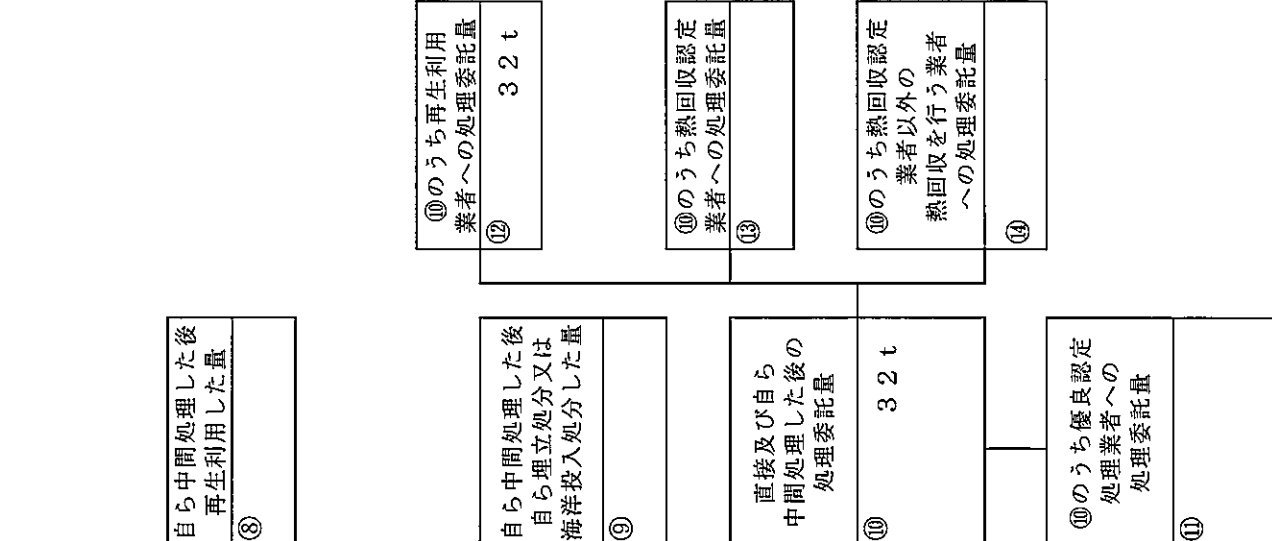 自ら中間処理した後
再生利用した量
⑧
自ら中間処理した後
自ら埋立処分又は
海洋投入処分した量
⑨
直接及び自ら
中間処理した後の
処理委託量
⑩
32t
⑩のうち優良認定
処理業者への
処理委託量
⑪
⑩のうち再生利用
業者への処理委託量
⑫
32t
⑩のうち熱回収認定
業者への処理委託量
⑬
⑩のうち熱回収認定
業者以外の
熱回収を行う業者
への処理委託量
⑭